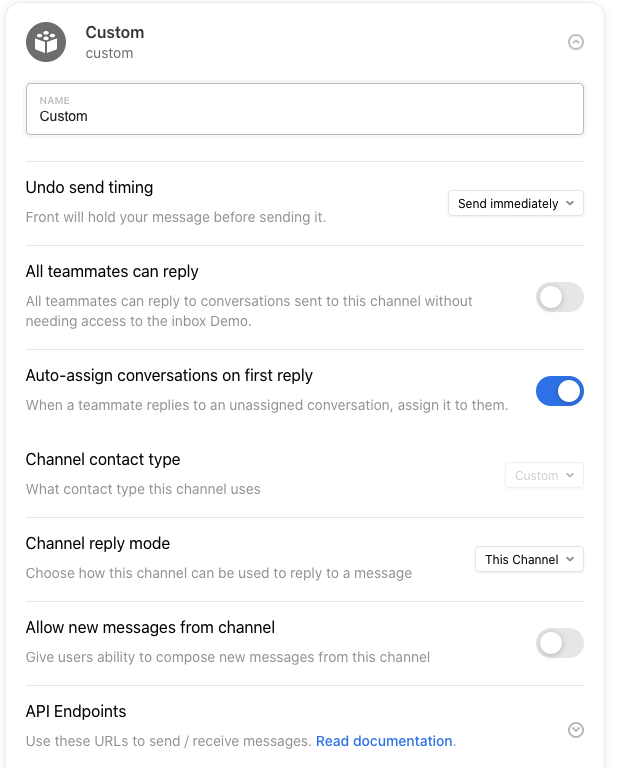 Custom
custom
NAME
Custom
Undo send timing
Front will hold your message before sending it.
Send immediately
All teammates can reply
All teammates can reply to conversations sent to this channel without
needing access to the inbox Demo.
Auto-assign conversations on first reply
When a teammate replies to an unassigned conversation, assign it to them.
Channel contact type
What contact type this channel uses
Custom
Channel reply mode
Choose how this channel can be used to reply to a message
This Channel
Allow new messages from channel
Give users ability to compose new messages from this channel
API Endpoints
Use these URLs to send / receive messages. Read documentation.